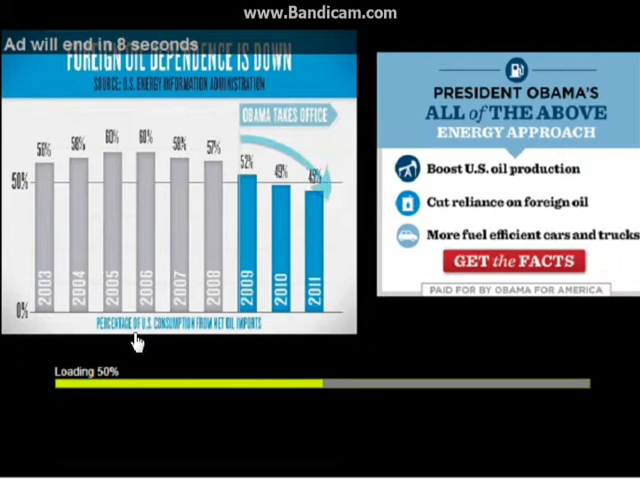 www.Bandicam.com
Ad will end in 8 seconds
FOREIGN OIL DEPENDENCE IS DOWN
SOURCE: U.S. ENERGY INFORMATION ADMINISTRATION
OBAMA TAKES OFFICE
56% 58% 60% 60% 58% 57% 52% 49% 45%
50%
2003 2004 2005 2006 2007 2008 2009 2010 2011
0%
PERCENTAGE OF U.S. CONSUMPTION FROM NET OIL IMPORTS
PRESIDENT OBAMA'S
ALL of THE ABOVE
ENERGY APPROACH
Boost U.S. oil production
Cut reliance on foreign oil
More fuel efficient cars and trucks
GET the FACTS
PAID FOR BY OBAMA FOR AMERICA
Loading 50%